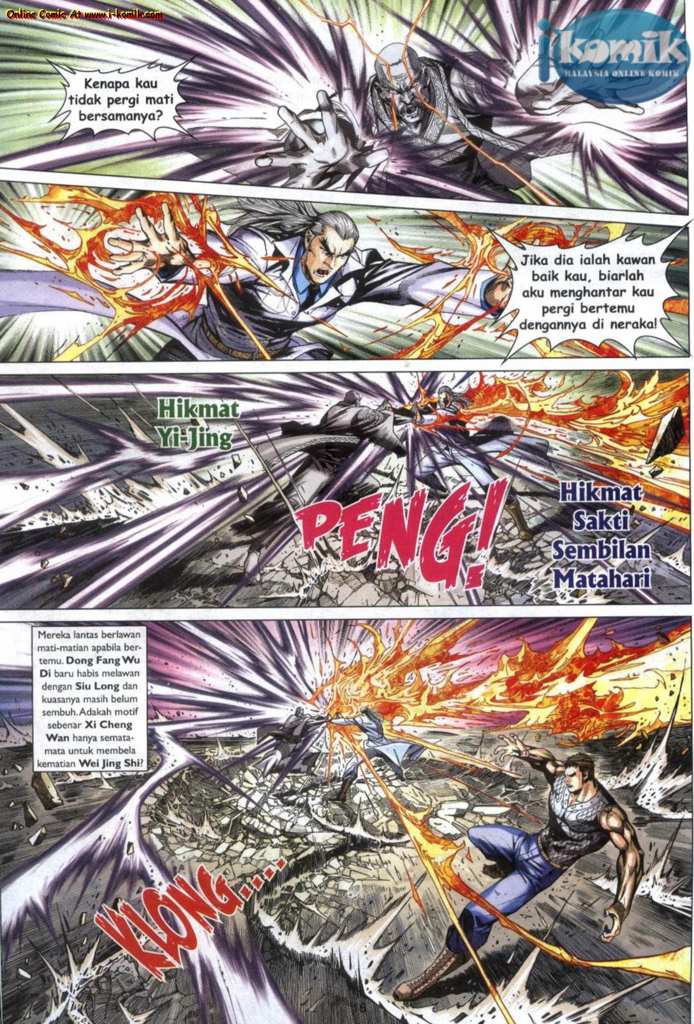 Online Comic At www.i-komik.com
ikomik
MALAYSIA ONLINE KOMIK
Kenapa kau
tidak pergi mati
bersamanya?
Jika dia ialah kawan
baik kau, biarlah
aku menghantar kau
pergi bertemu
dengannya di neraka!
Hikmat
Yi-Jing
PENG!
Hikmat
Sakti
Sembilan
Matahari
Mereka lantas berlawan
mati-matian apabila ber-
temu. Dong Fang Wu
Di baru habis melawan
dengan Siu Long dan
kuasanya masih belum
sembuh. Adakah motif
sebenar Xi Cheng
Wan hanya semata-
mata untuk membela
kematian Wei Jing Shi?
KLONG....